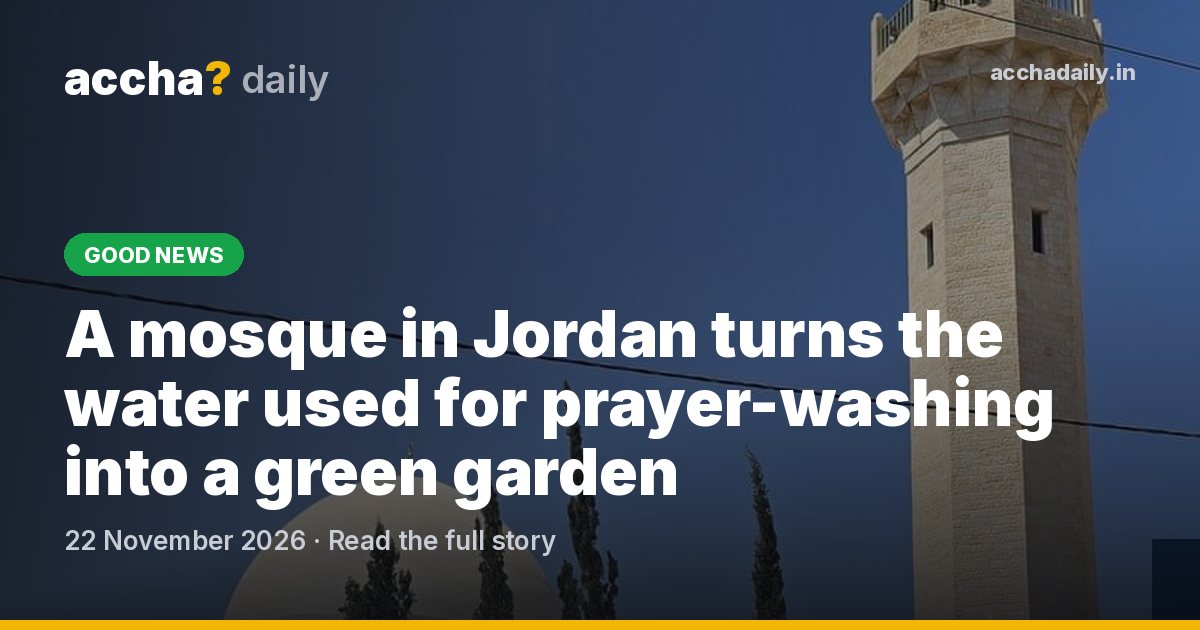 accha? daily
acchadaily.in
GOOD NEWS
A mosque in Jordan turns the
water used for prayer-washing
into a green garden
22 November 2026 · Read the full story